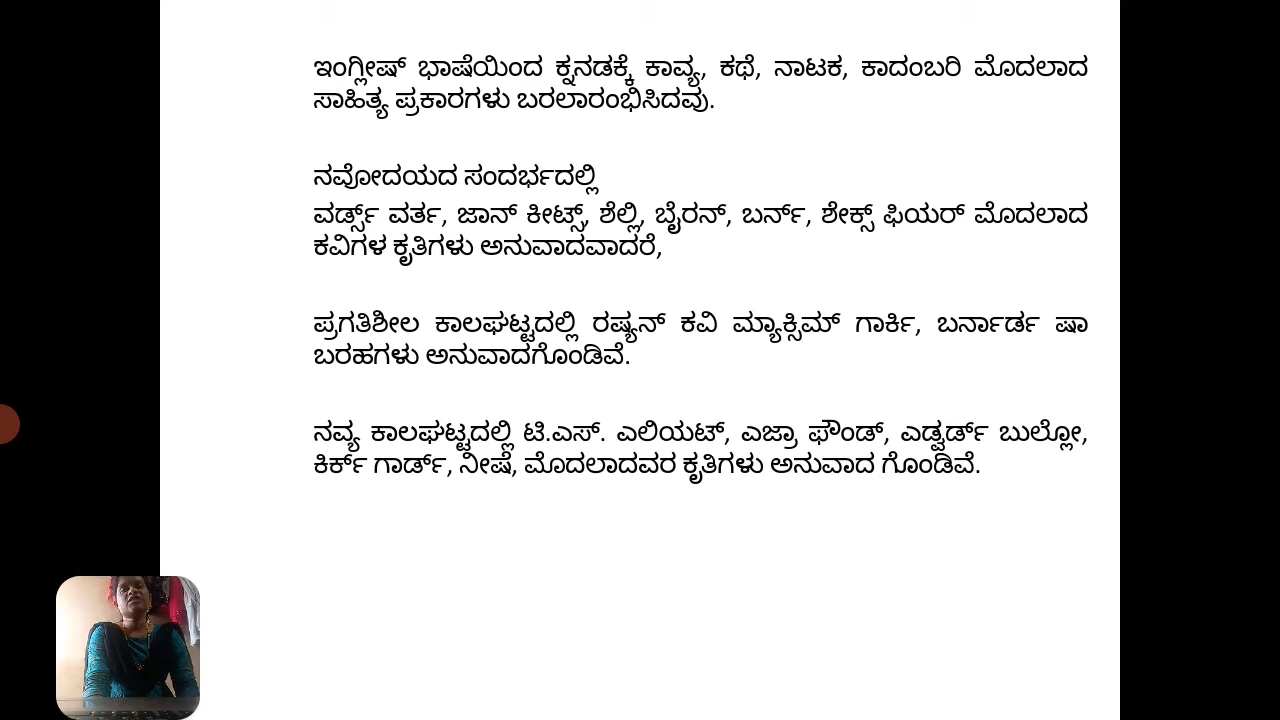 ಇಂಗ್ಲೀಷ್ ಭಾಷೆಯಿಂದ ಕ್ನನಡಕ್ಕೆ ಕಾವ್ಯ, ಕಥೆ, ನಾಟಕ, ಕಾದಂಬರಿ ಮೊದಲಾದ
ಸಾಹಿತ್ಯ ಪ್ರಕಾರಗಳು ಬರಲಾರಂಭಿಸಿದವು.
ನವೋದಯದ ಸಂದರ್ಭದಲ್ಲಿ
ವರ್ಡ್ಸ್ ವರ್ತ, ಜಾನ್ ಕೀಟ್ಸ್, ಶೆಲ್ಲಿ, ಬೈರನ್, ಬರ್ನ್, ಶೇಕ್ಸ್ ಫಿಯರ್ ಮೊದಲಾದ
ಕವಿಗಳ ಕೃತಿಗಳು ಅನುವಾದವಾದರೆ,
ಪ್ರಗತಿಶೀಲ ಕಾಲಘಟ್ಟದಲ್ಲಿ ರಷ್ಯನ್ ಕವಿ ಮ್ಯಾಕ್ಸಿಮ್ ಗಾರ್ಕಿ, ಬರ್ನಾರ್ಡ ಷಾ
ಬರಹಗಳು ಅನುವಾದಗೊಂಡಿವೆ.
ನವ್ಯ ಕಾಲಘಟ್ಟದಲ್ಲಿ ಟಿ.ಎಸ್. ಎಲಿಯಟ್, ಎಜ್ರಾ ಫೌಂಡ್, ಎಡ್ವರ್ಡ್ ಬುಲ್ಲೋ,
ಕಿರ್ಕ್ ಗಾರ್ಡ್, ನೀಷೆ, ಮೊದಲಾದವರ ಕೃತಿಗಳು ಅನುವಾದ ಗೊಂಡಿವೆ.